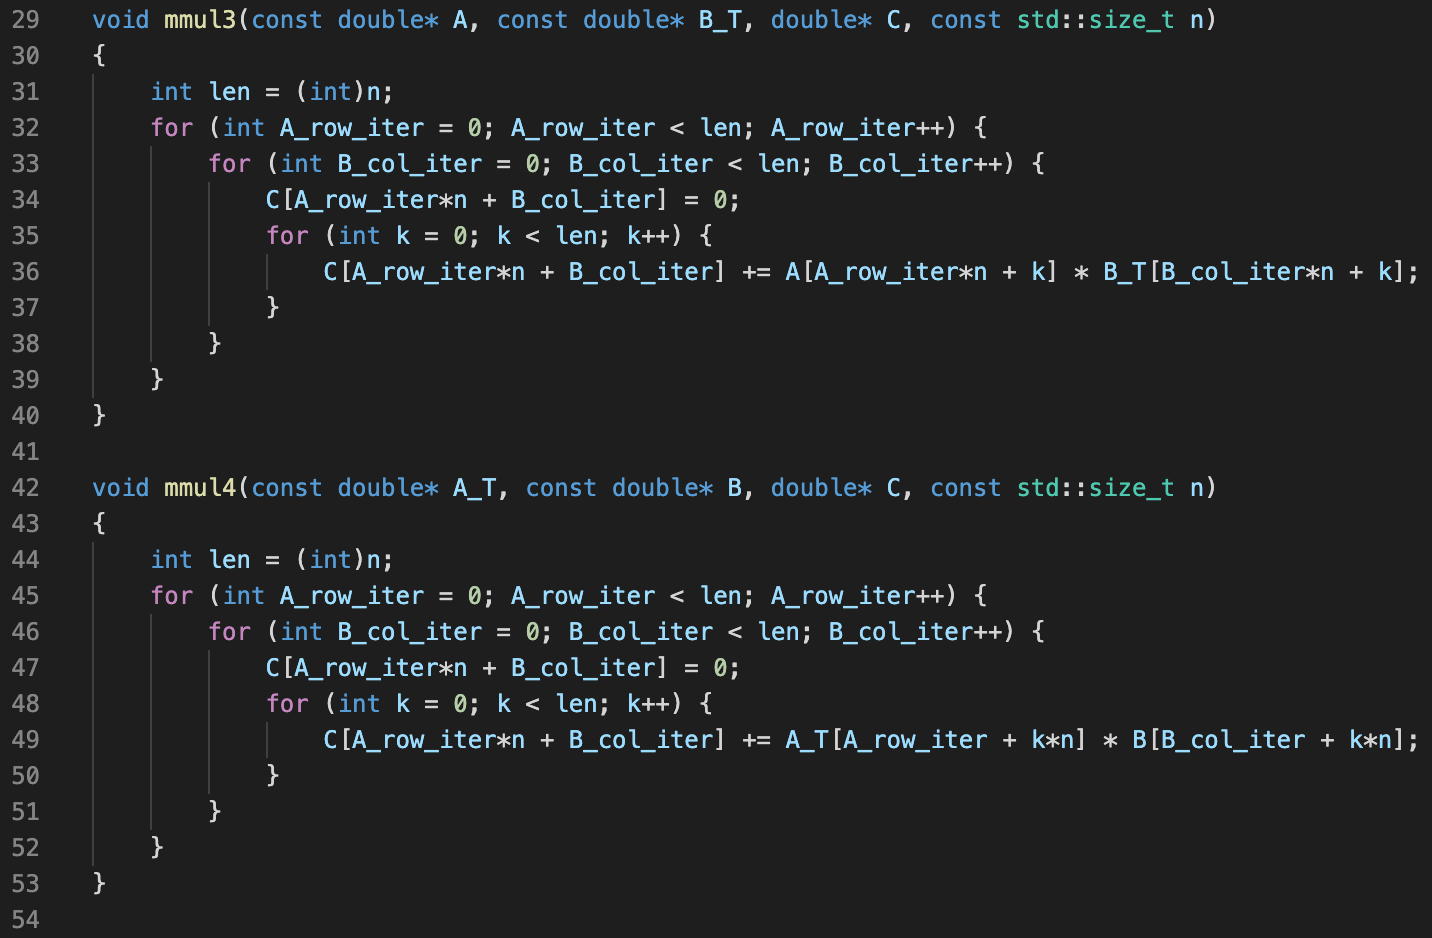 29 void mmul3(const double* A, const double* B_T, double* C, const std::size_t n)
30 {
31     int len = (int)n;
32     for (int A_row_iter = 0; A_row_iter < len; A_row_iter++) {
33         for (int B_col_iter = 0; B_col_iter < len; B_col_iter++) {
34             C[A_row_iter*n + B_col_iter] = 0;
35             for (int k = 0; k < len; k++) {
36                 C[A_row_iter*n + B_col_iter] += A[A_row_iter*n + k] * B_T[B_col_iter*n + k];
37             }
38         }
39     }
40 }
41
42 void mmul4(const double* A_T, const double* B, double* C, const std::size_t n)
43 {
44     int len = (int)n;
45     for (int A_row_iter = 0; A_row_iter < len; A_row_iter++) {
46         for (int B_col_iter = 0; B_col_iter < len; B_col_iter++) {
47             C[A_row_iter*n + B_col_iter] = 0;
48             for (int k = 0; k < len; k++) {
49                 C[A_row_iter*n + B_col_iter] += A_T[A_row_iter + k*n] * B[B_col_iter + k*n];
50             }
51         }
52     }
53 }
54